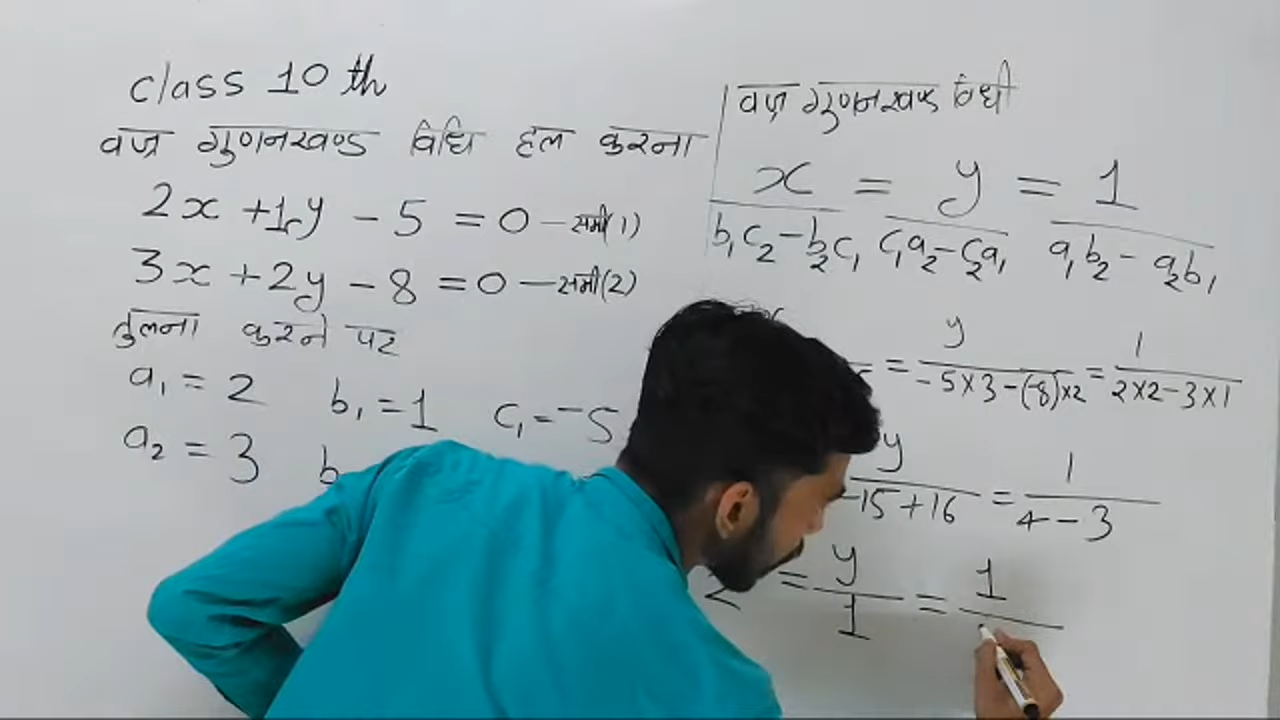 class 10 th
वज्र गुणनखण्ड विधि हल करना
2x + 1y - 5 = 0 — समी(1)
3x + 2y - 8 = 0 — समी(2)
तुलना करने पर
a₁ = 2 b₁ = 1 c₁ = -5
a₂ = 3 b
वज्र गुणनखण्ड विधी
x = y = 1
b₁c₂ - b₂c₁ c₁a₂ - c₂a₁ a₁b₂ - a₂b₁
= y = 1
-5×3-(-8)×2 2×2-3×1
y = 1
-15+16 4-3
2 = y = 1
1